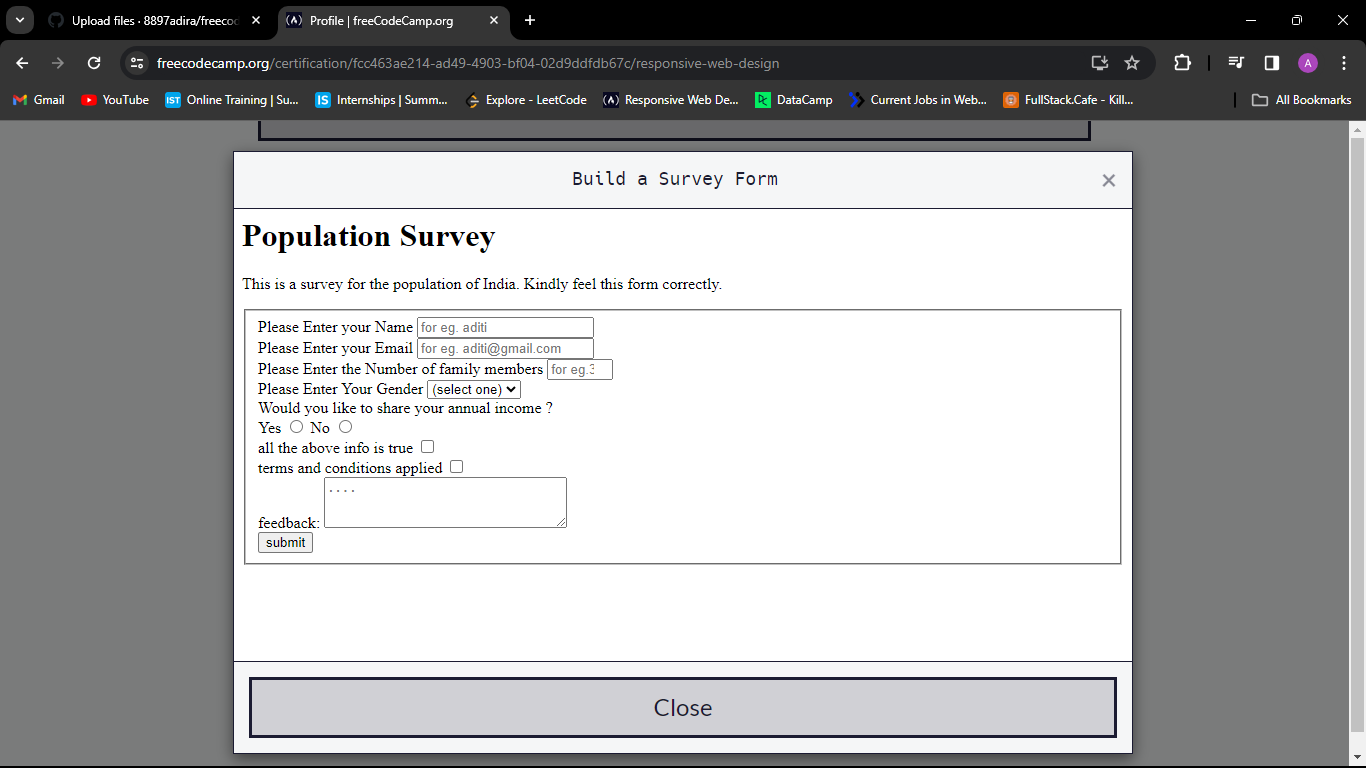 Upload files · 8897adira/freecoc
Profile | freeCodeCamp.org
freecodecamp.org/certification/fcc463ae214-ad49-4903-bf04-02d9ddfdb67c/responsive-web-design
A
Gmail YouTube IST Online Training | Su... IS Internships | Summ... Explore - LeetCode (A) Responsive Web De... DataCamp Current Jobs in Web... FullStack.Cafe - Kill... All Bookmarks
Build a Survey Form
Population Survey
This is a survey for the population of India. Kindly feel this form correctly.
Please Enter your Name for eg. aditi
Please Enter your Email for eg. aditi@gmail.com
Please Enter the Number of family members for eg.3
Please Enter Your Gender (select one)
Would you like to share your annual income ?
Yes No
all the above info is true
terms and conditions applied
....
feedback:
submit
Close